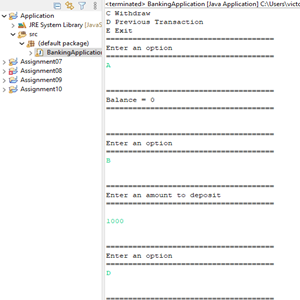 <terminated> BankingApplication [Java Application] C:\Users\victo
Application
JRE System Library [JavaS
src
(default package)
BankingApplication
Assignment07
Assignment08
Assignment09
Assignment10
C Withdraw
D Previous Transaction
E Exit
========================================
Enter an option
========================================
A
========================================
Balance = 0
========================================
========================================
Enter an option
========================================
B
========================================
Enter an amount to deposit
========================================
1000
========================================
Enter an option
========================================
D
========================================